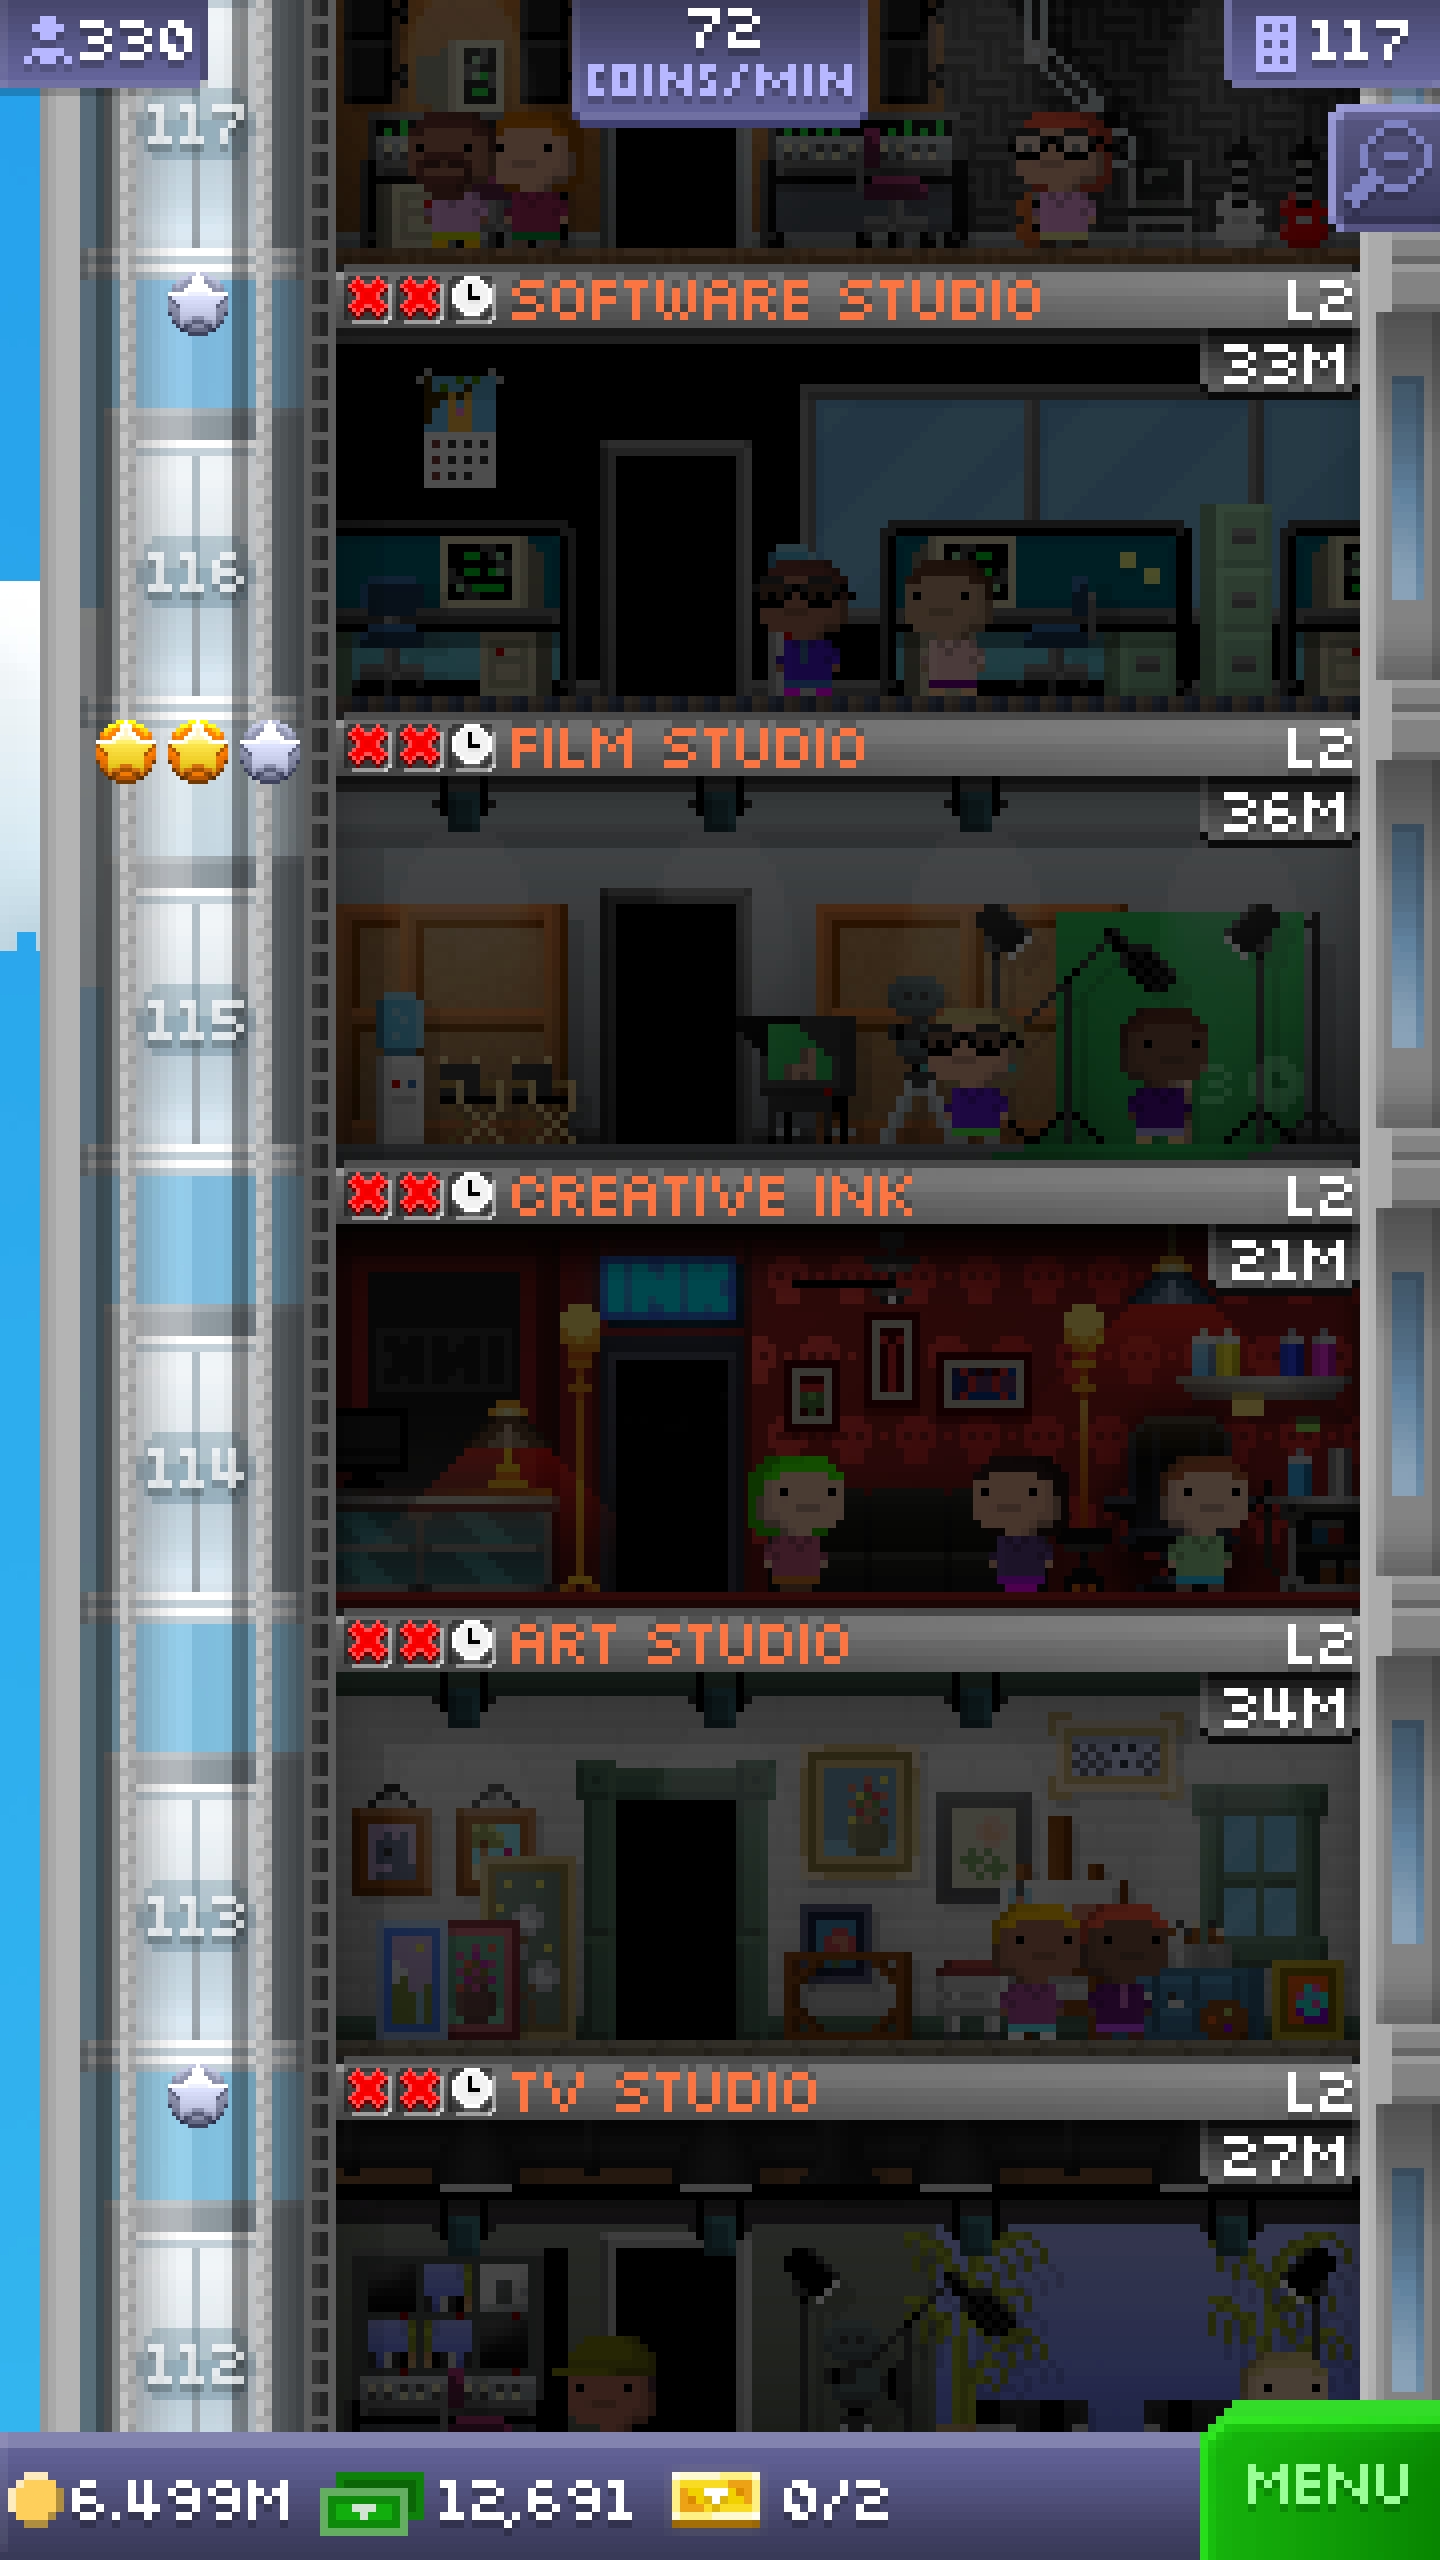 330
72
COINS/MIN
117
117
SOFTWARE STUDIO L2
33M
116
FILM STUDIO L2
36M
115
CREATIVE INK L2
21M
INK
114
ART STUDIO L2
34M
113
TV STUDIO L2
27M
112
6.499M 12,691 0/2
MENU